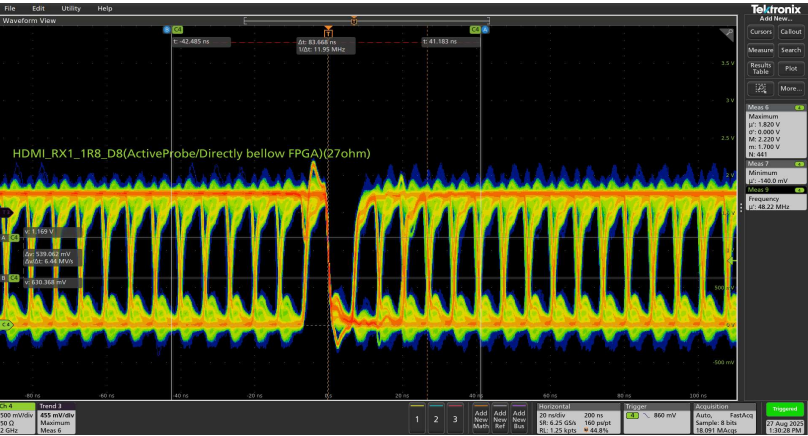 File Edit Utility Help
Tektronix
Waveform View
Add New...
Cursors Callout
Measure Search
Results Table Plot
More...
B C4
C4 A
T
t: -42.485 ns
Δt: 83.668 ns
1/Δt: 11.95 MHz
t: 41.183 ns
3.5 V
3 V
2.5 V
HDMI_RX1_1R8_D8(ActiveProbe/Directly bellow FPGA)(27ohm)
2 V
Meas 6 4
Maximum
μ': 1.820 V
σ': 0.000 V
M: 2.220 V
m: 1.700 V
N: 441
Meas 7 4
Minimum
μ': -140.0 mV
Meas 9 4
Frequency
μ': 48.22 MHz
v: 1.169 V
A C4
Δv: 539.062 mV
Δv/Δt: 6.44 MV/s
B C4
v: 630.368 mV
C4
0 V
-500 mV
-80 ns -60 ns -40 ns -20 ns 0 s 20 ns 40 ns 60 ns 80 ns 100 ns
Ch 4
500 mV/div
50 Ω
2 GHz
Trend 3
455 mV/div
Maximum
Meas 6
1 2 3
Add New Math
Add New Ref
Add New Bus
Horizontal
20 ns/div 200 ns
SR: 6.25 GS/s 160 ps/pt
RL: 1.25 kpts 44.8%
Trigger
4 860 mV
Acquisition
Auto, FastAcq
Sample: 8 bits
18.091 MAcqs
Triggered
27 Aug 2025
1:30:28 PM